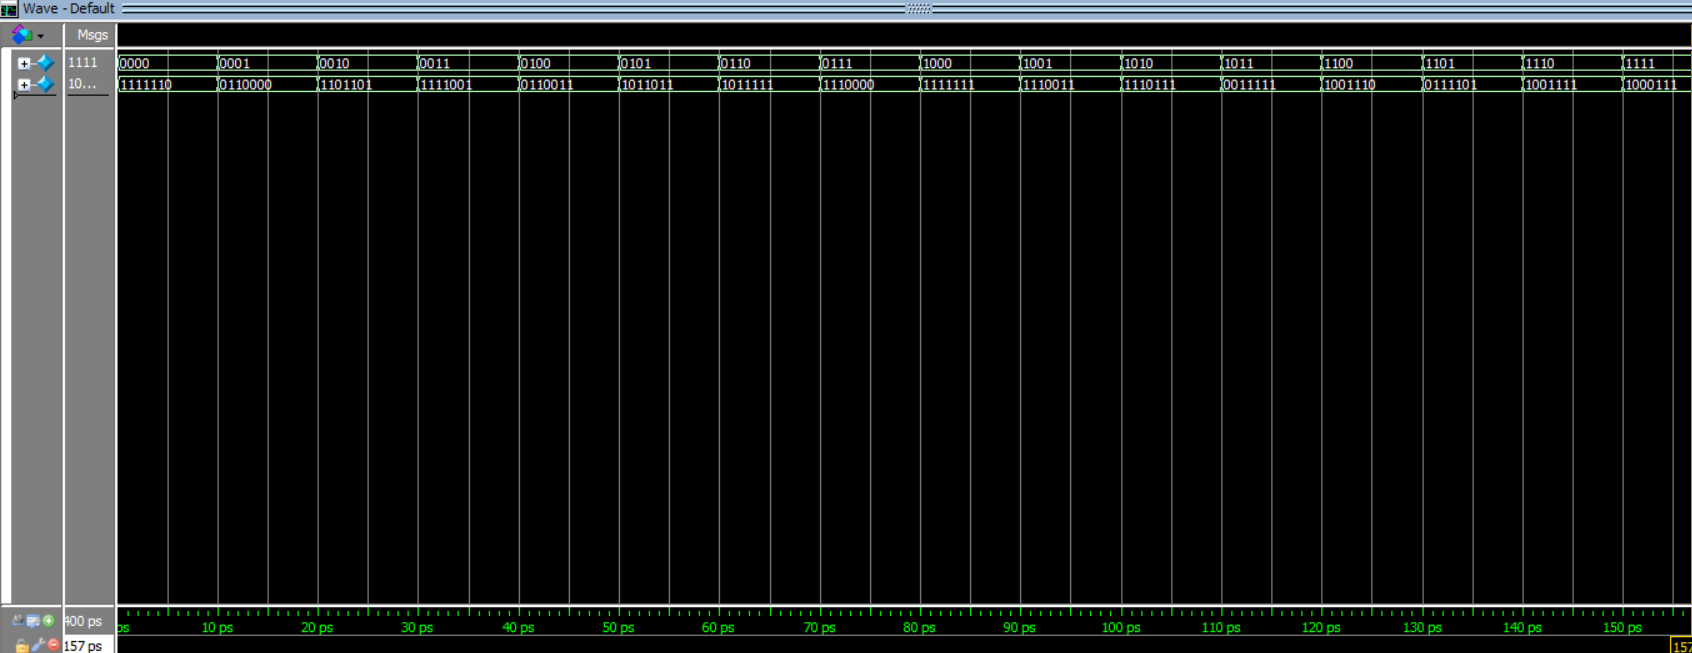 Wave - Default
Msgs
1111 0000 0001 0010 0011 0100 0101 0110 0111 1000 1001 1010 1011 1100 1101 1110 1111
10... 1111110 0110000 1101101 1111001 0110011 1011011 1011111 1110000 1111111 1110011 1110111 0011111 1001110 0111101 1001111 1000111
400 ps ps 10 ps 20 ps 30 ps 40 ps 50 ps 60 ps 70 ps 80 ps 90 ps 100 ps 110 ps 120 ps 130 ps 140 ps 150 ps
157 ps 157